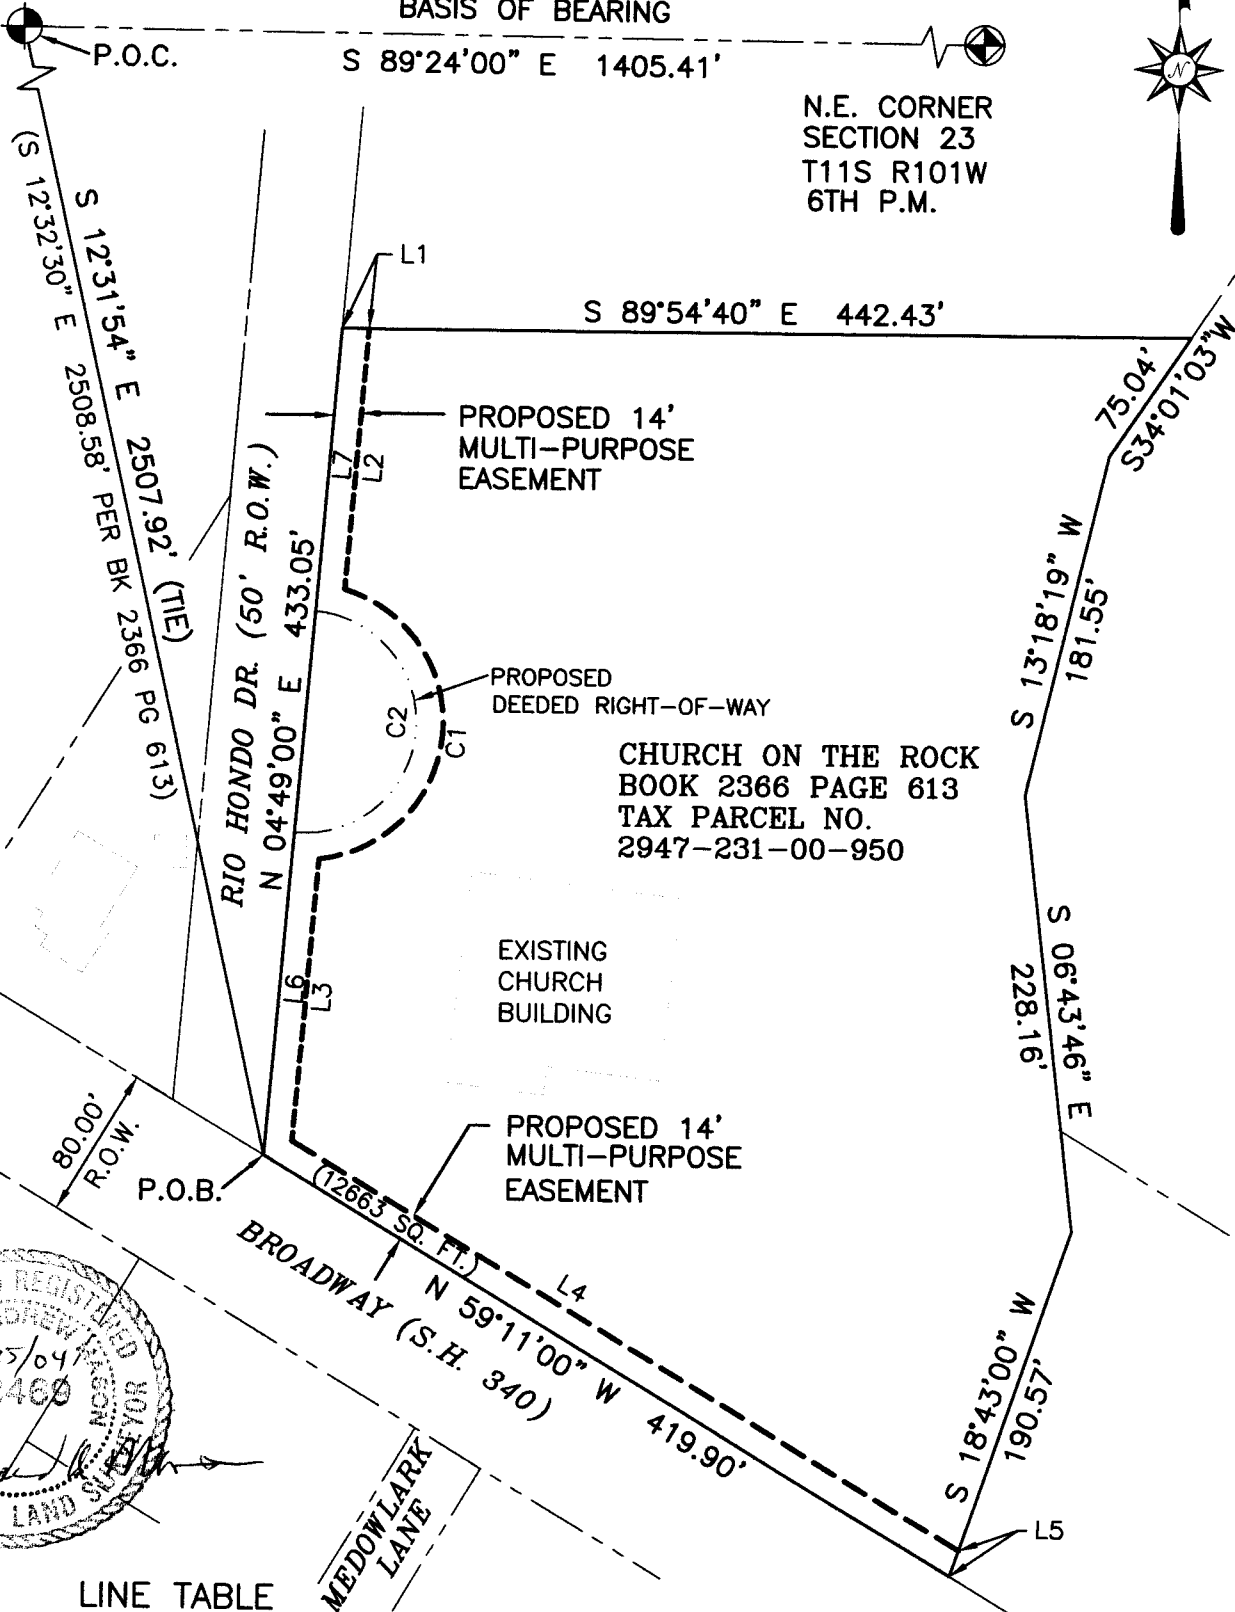 BASIS OF BEARING
P.O.C.
S 89°24'00" E 1405.41'
N
N.E. CORNER
SECTION 23
T11S R101W
6TH P.M.
S 12°31'54" E 2507.92' (TIE)
(S 12°32'30" E 2508.58' PER BK 2366 PG 613)
L1
S 89°54'40" E 442.43'
75.04'
S34°01'03"W
PROPOSED 14'
MULTI-PURPOSE
EASEMENT
L7
L2
RIO HONDO DR. (50' R.O.W.)
N 04°49'00" E 433.05'
S 13°18'19" W
181.55'
PROPOSED
DEEDED RIGHT-OF-WAY
C2
C1
CHURCH ON THE ROCK
BOOK 2366 PAGE 613
TAX PARCEL NO.
2947-231-00-950
EXISTING
CHURCH
BUILDING
L6
L3
S 06°43'46" E
228.16'
80.00'
R.O.W.
P.O.B.
PROPOSED 14'
MULTI-PURPOSE
EASEMENT
(12663 SQ. FT.)
BROADWAY (S.H. 340)
N 59°11'00" W 419.90'
L4
S 18°43'00" W
190.57'
L5
REGISTERED
LAND SURVEYOR
MEDOWLARK
LANE
LINE TABLE